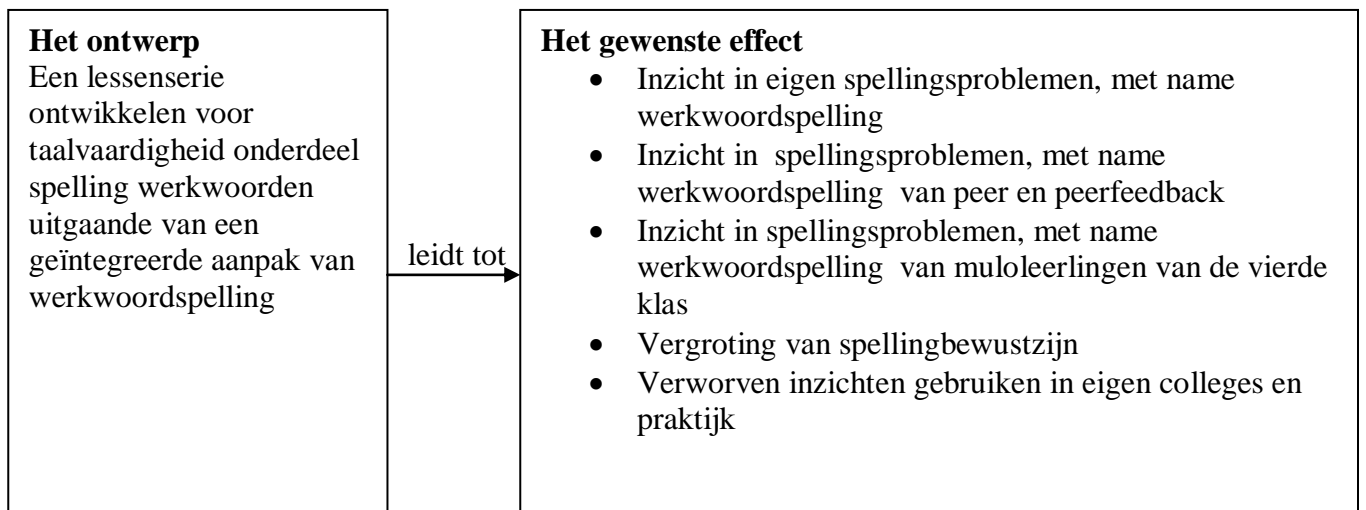 Het ontwerp
Een lessenserie
ontwikkelen voor
taalvaardigheid onderdeel
spelling werkwoorden
uitgaande van een
geïntegreerde aanpak van
werkwoordspelling
leidt tot
Het gewenste effect
• Inzicht in eigen spellingsproblemen, met name
werkwoordspelling
• Inzicht in spellingsproblemen, met name
werkwoordspelling van peer en peerfeedback
• Inzicht in spellingsproblemen, met name
werkwoordspelling van muloleerlingen van de vierde
klas
• Vergroting van spellingbewustzijn
• Verworven inzichten gebruiken in eigen colleges en
praktijk